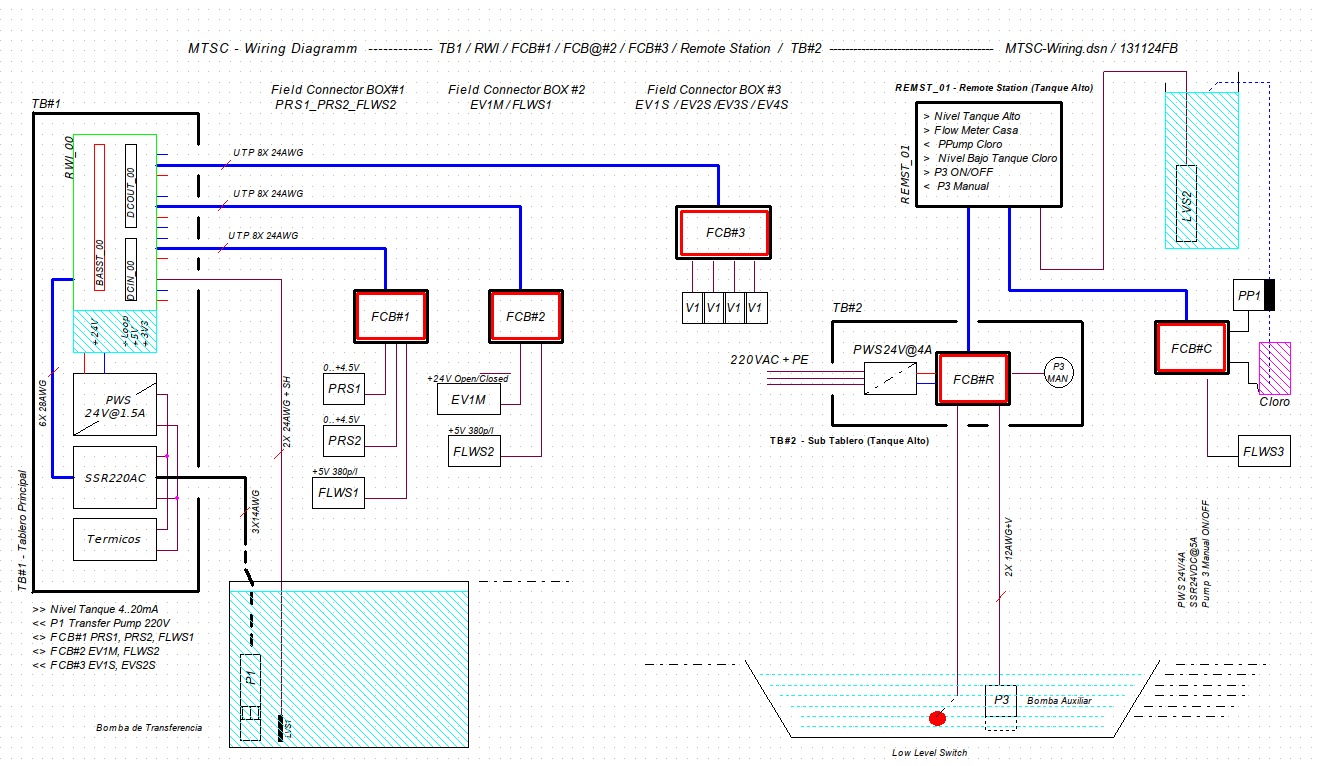 MTSC - Wiring Diagramm ------------- TB1 / RWI / FCB#1 / FCB@#2 / FCB#3 / Remote Station / TB#2 ---------------------------------- MTSC-Wiring.dsn / 131124FB
Field Connector BOX#1
PRS1_PRS2_FLWS2
Field Connector BOX #2
EV1M / FLWS1
Field Connector BOX #3
EV1S / EV2S /EV3S / EV4S
REMST_01 - Remote Station (Tanque Alto)
TB#1
RWI_00
BASST_00
DCOUT_00
DCIN_00
+24V
+Loop
+5V
+3V3
UTP 8X 24AWG
UTP 8X 24AWG
UTP 8X 24AWG
REMST_01
> Nivel Tanque Alto
> Flow Meter Casa
< PPump Cloro
> Nivel Bajo Tanque Cloro
> P3 ON/OFF
< P3 Manual
LVS2
FCB#3
V1
V1
V1
V1
FCB#1
FCB#2
PP1
TB#2
PWS24V@4A
220VAC + PE
FCB#R
P3
MAN
FCB#C
Cloro
TB#2 - Sub Tablero (Tanque Alto)
FLWS3
0..+4.5V
PRS1
0..+4.5V
PRS2
+5V 380p/l
FLWS1
+24V Open/Closed
EV1M
+5V 380p/l
FLWS2
6X 28AWG
PWS
24V@1.5A
SSR220AC
Termicos
2X 24AWG + SH
3X14AWG
TB#1 - Tablero Principal
>> Nivel Tanque 4..20mA
<< P1 Transfer Pump 220V
<> FCB#1 PRS1, PRS2, FLWS1
<> FCB#2 EV1M, FLWS2
<< FCB#3 EV1S, EVS2S
P1
LVS1
Bomba de Transferencia
2X 12AWG+V
PWS 24V/4A
SSR24VDC@5A
Pump 3 Manual ON/OFF
P3
Bomba Auxiliar
Low Level Switch